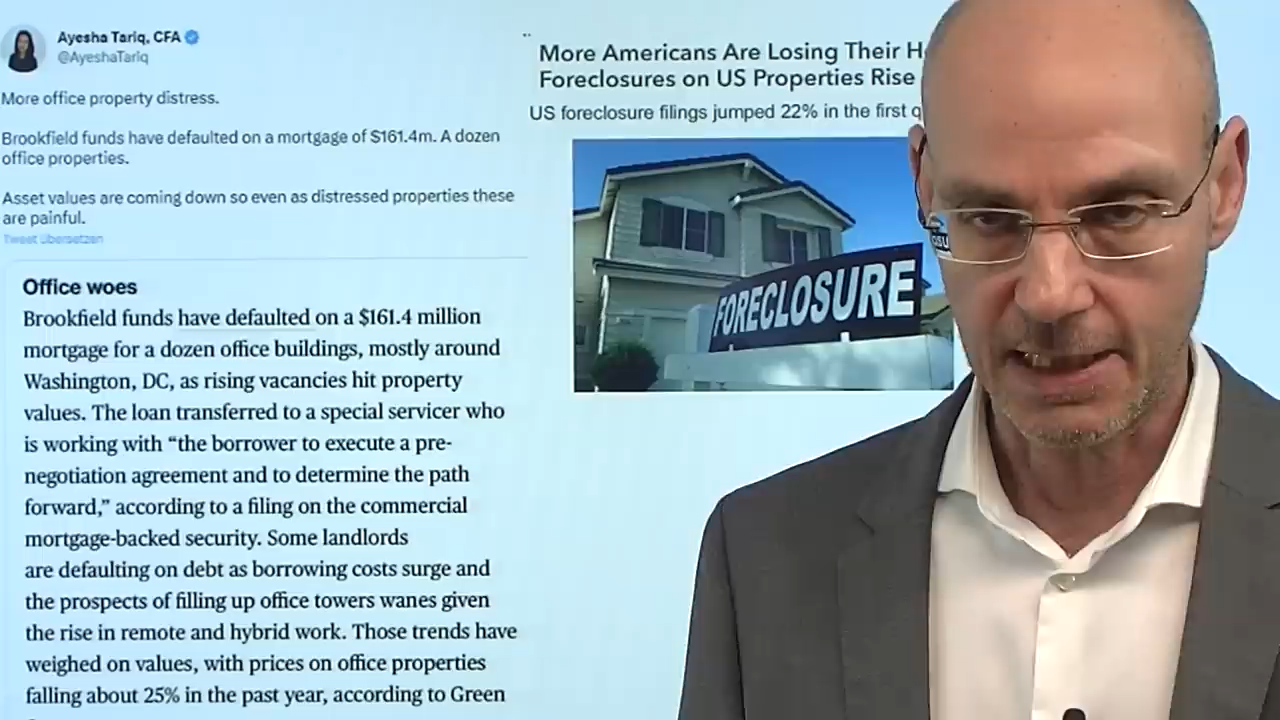 Ayesha Tariq, CFA
@AyeshaTariq
More office property distress.
Brookfield funds have defaulted on a mortgage of $161.4m. A dozen
office properties.
Asset values are coming down so even as distressed properties these
are painful.
Tweet übersetzen
Office woes
Brookfield funds have defaulted on a $161.4 million
mortgage for a dozen office buildings, mostly around
Washington, DC, as rising vacancies hit property
values. The loan transferred to a special servicer who
is working with “the borrower to execute a pre-
negotiation agreement and to determine the path
forward,” according to a filing on the commercial
mortgage-backed security. Some landlords
are defaulting on debt as borrowing costs surge and
the prospects of filling up office towers wanes given
the rise in remote and hybrid work. Those trends have
weighed on values, with prices on office properties
falling about 25% in the past year, according to Green
More Americans Are Losing Their
Foreclosures on US Properties Rise
US foreclosure filings jumped 22% in the first
FORECLOSURE